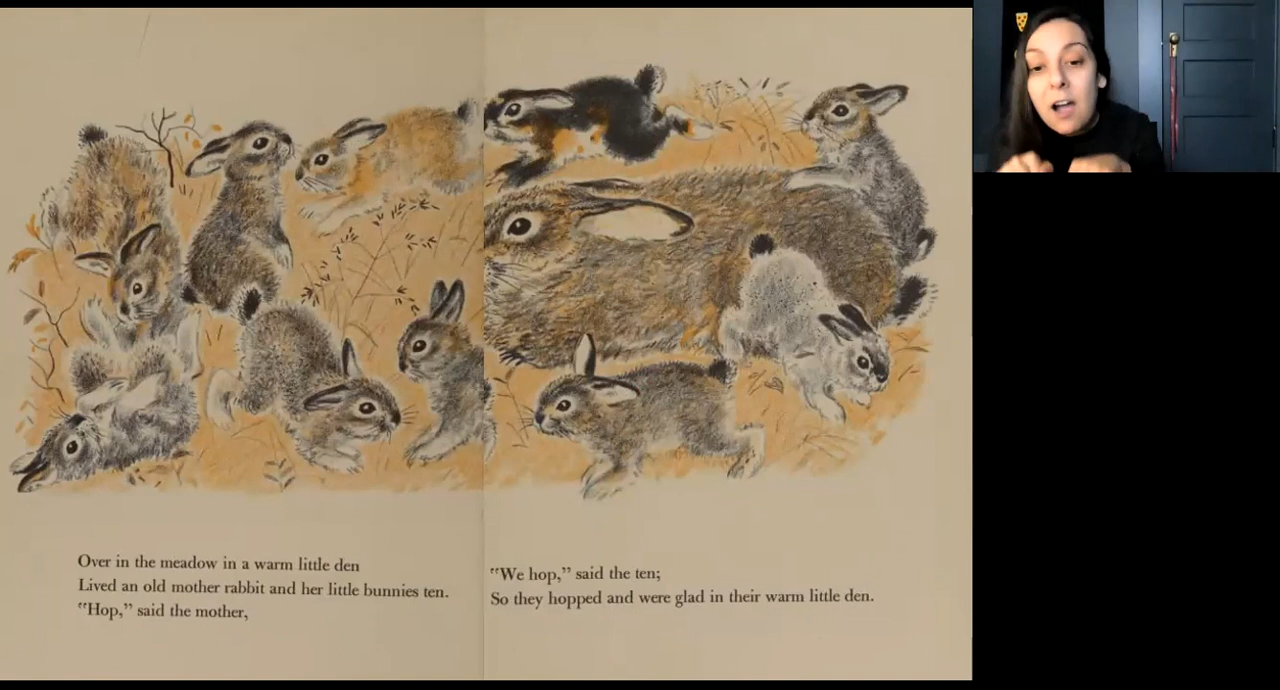 Over in the meadow in a warm little den
Lived an old mother rabbit and her little bunnies ten.
"Hop," said the mother,
"We hop," said the ten;
So they hopped and were glad in their warm little den.